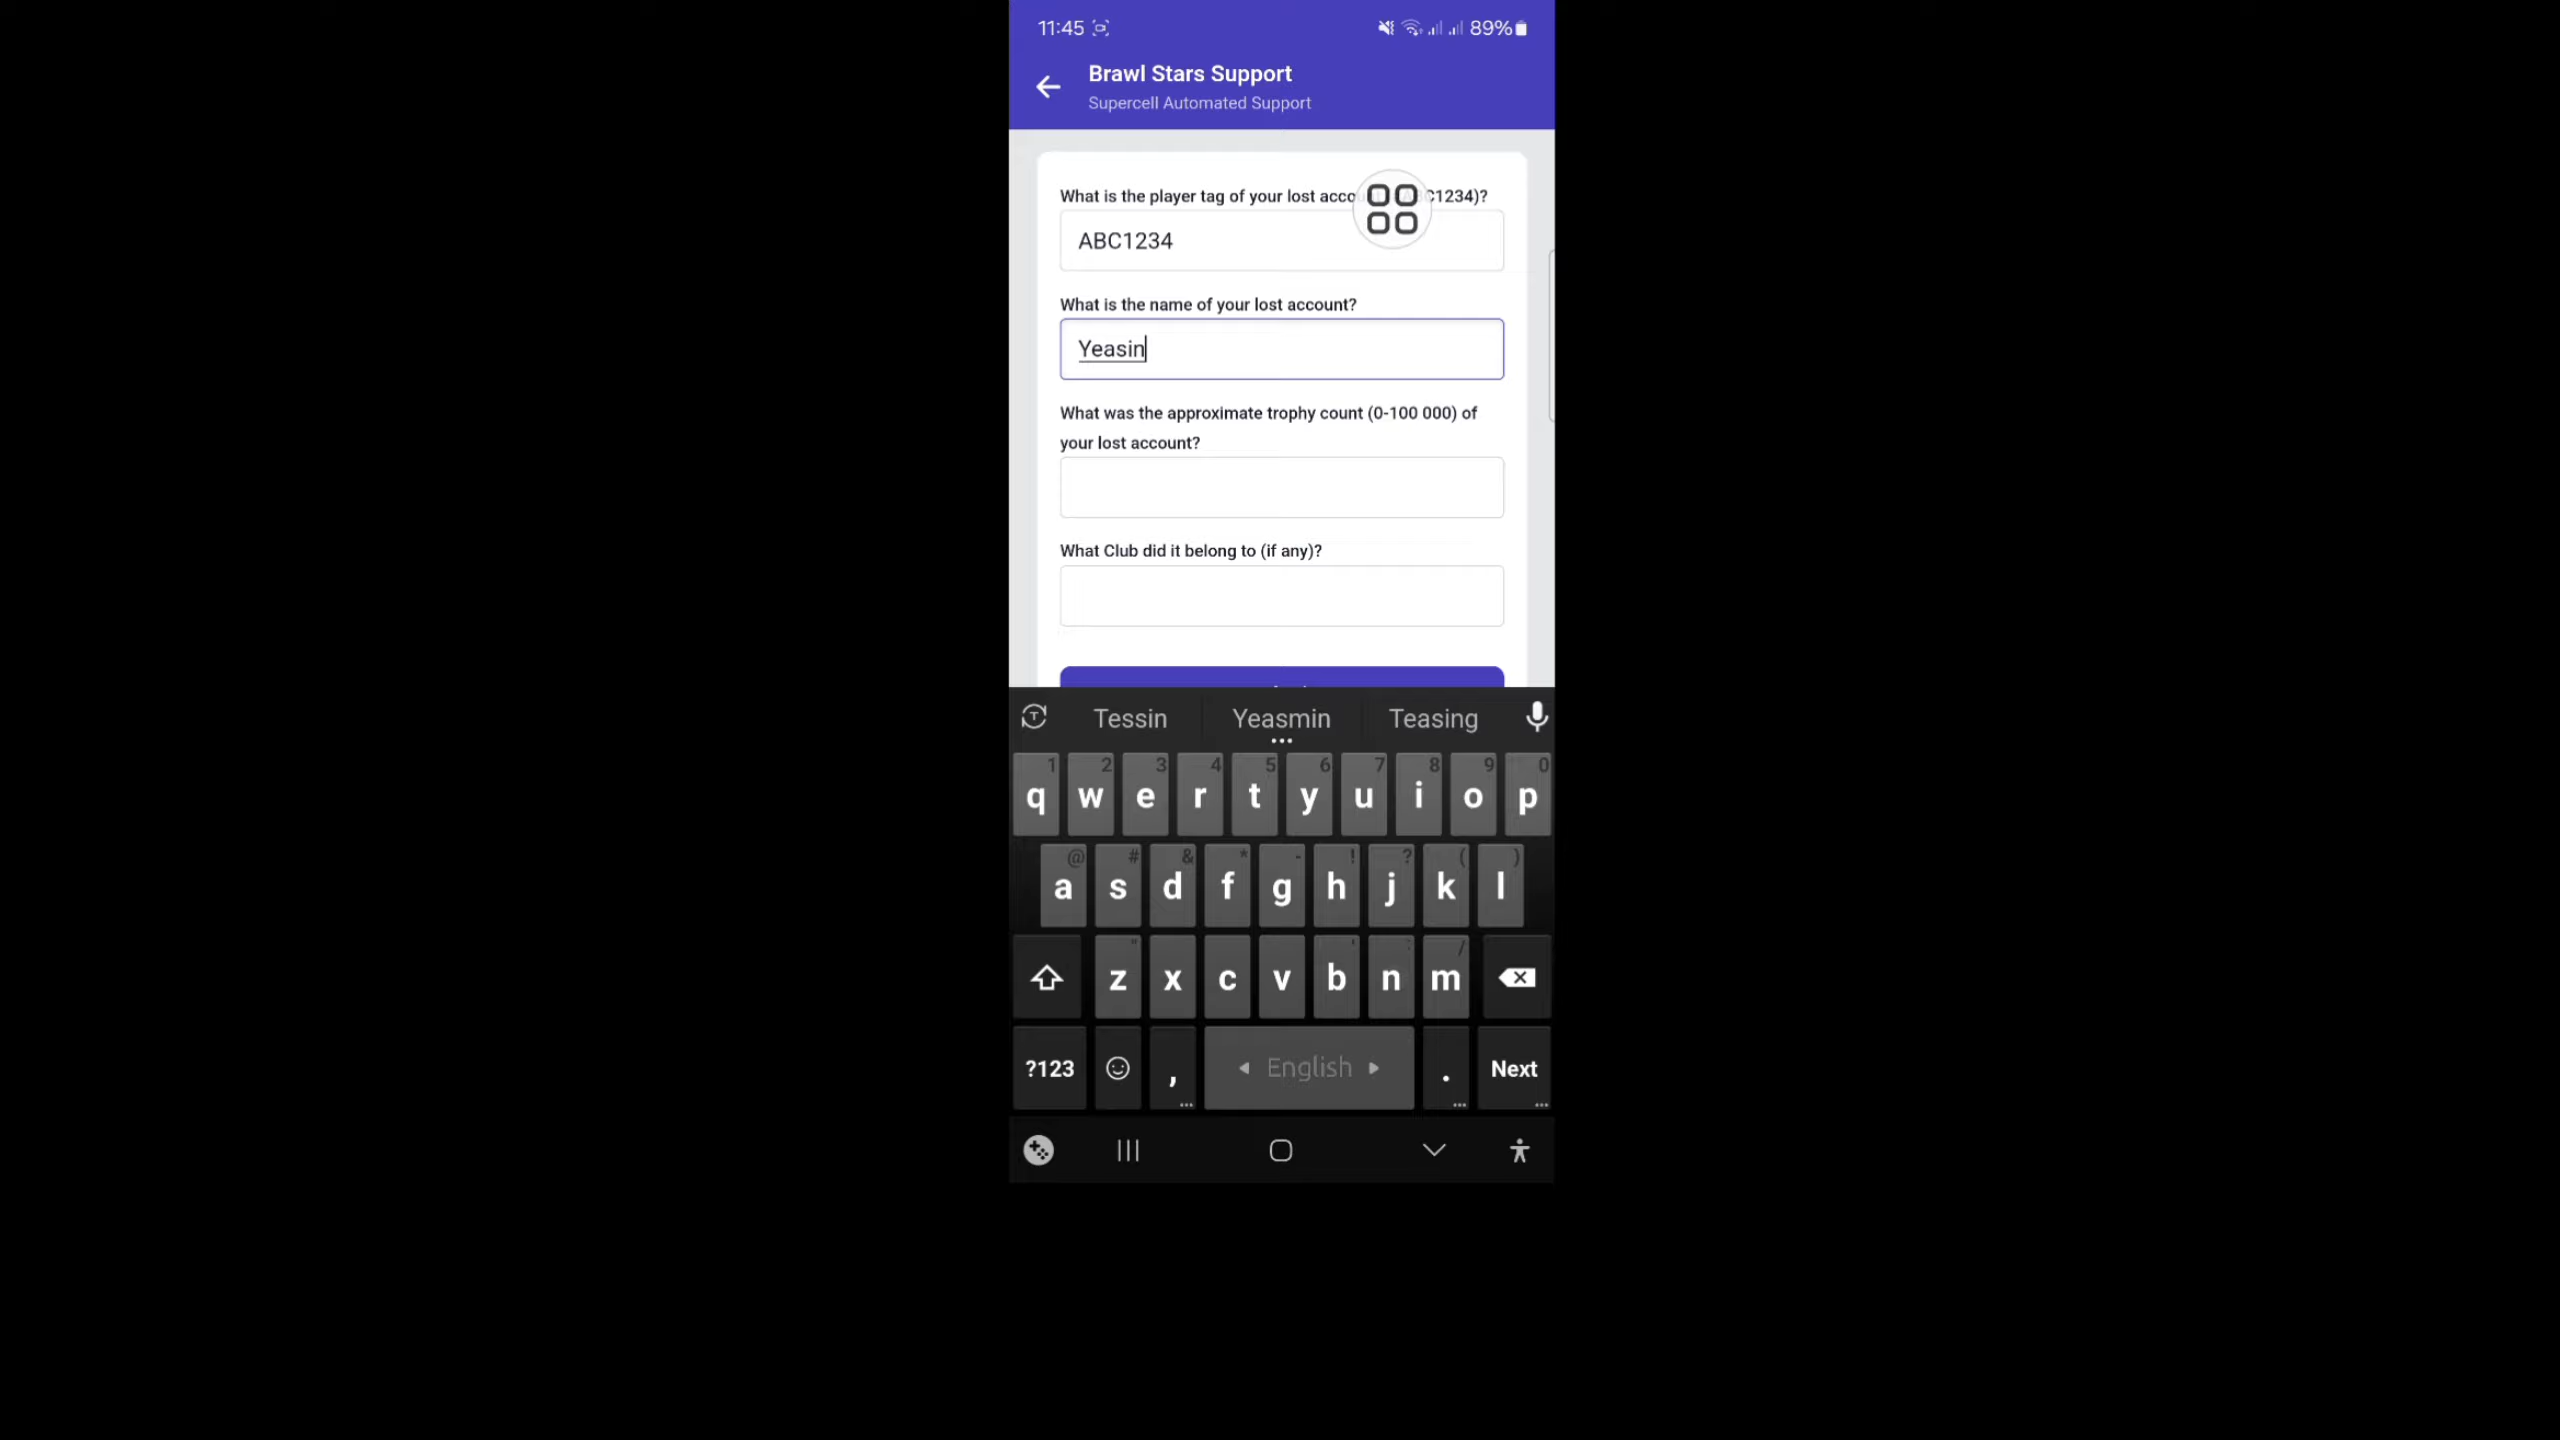 11:45
89%
Brawl Stars Support
Supercell Automated Support
What is the player tag of your lost C1234)?
ABC1234
What is the name of your lost account?
Yeasin
What was the approximate trophy count (0-100 000) of
your lost account?
What Club did it belong to (if any)?
Tessin Yeasmin Teasing
1 2 3 4 5 6 7 8 9 0
q w e r t y u i o p
@ # & * - ! ? ( )
a s d f g h j k l
" ' : /
z x c v b n m
?123 , English . Next